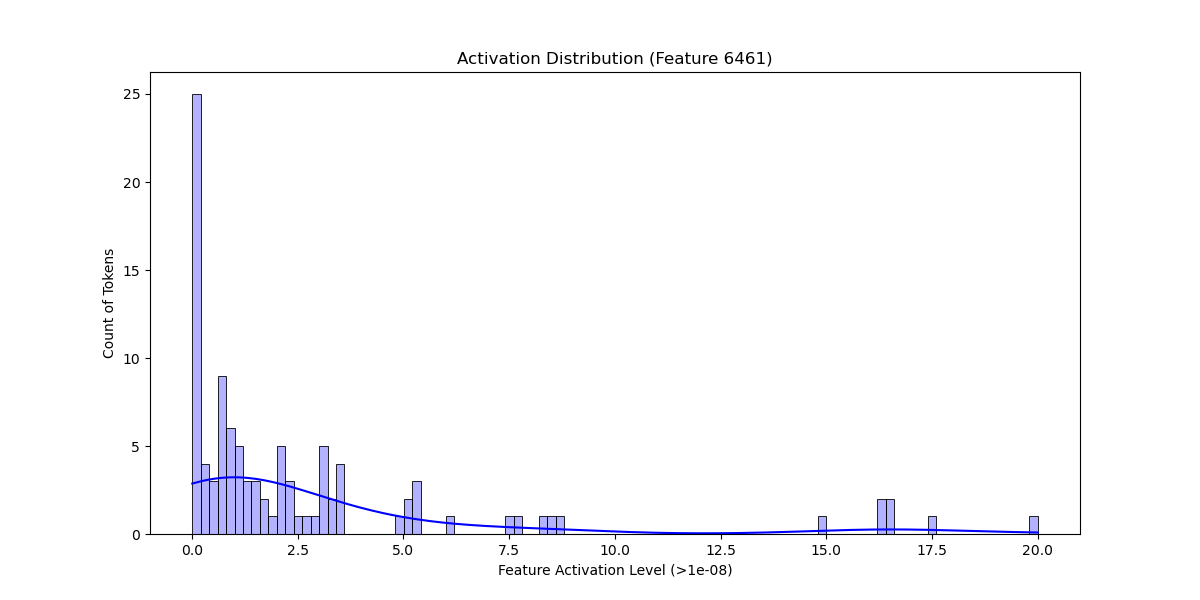 Activation Distribution (Feature 6461)
25
20
15
10
5
0
Count of Tokens
0.0 2.5 5.0 7.5 10.0 12.5 15.0 17.5 20.0
Feature Activation Level (>1e-08)